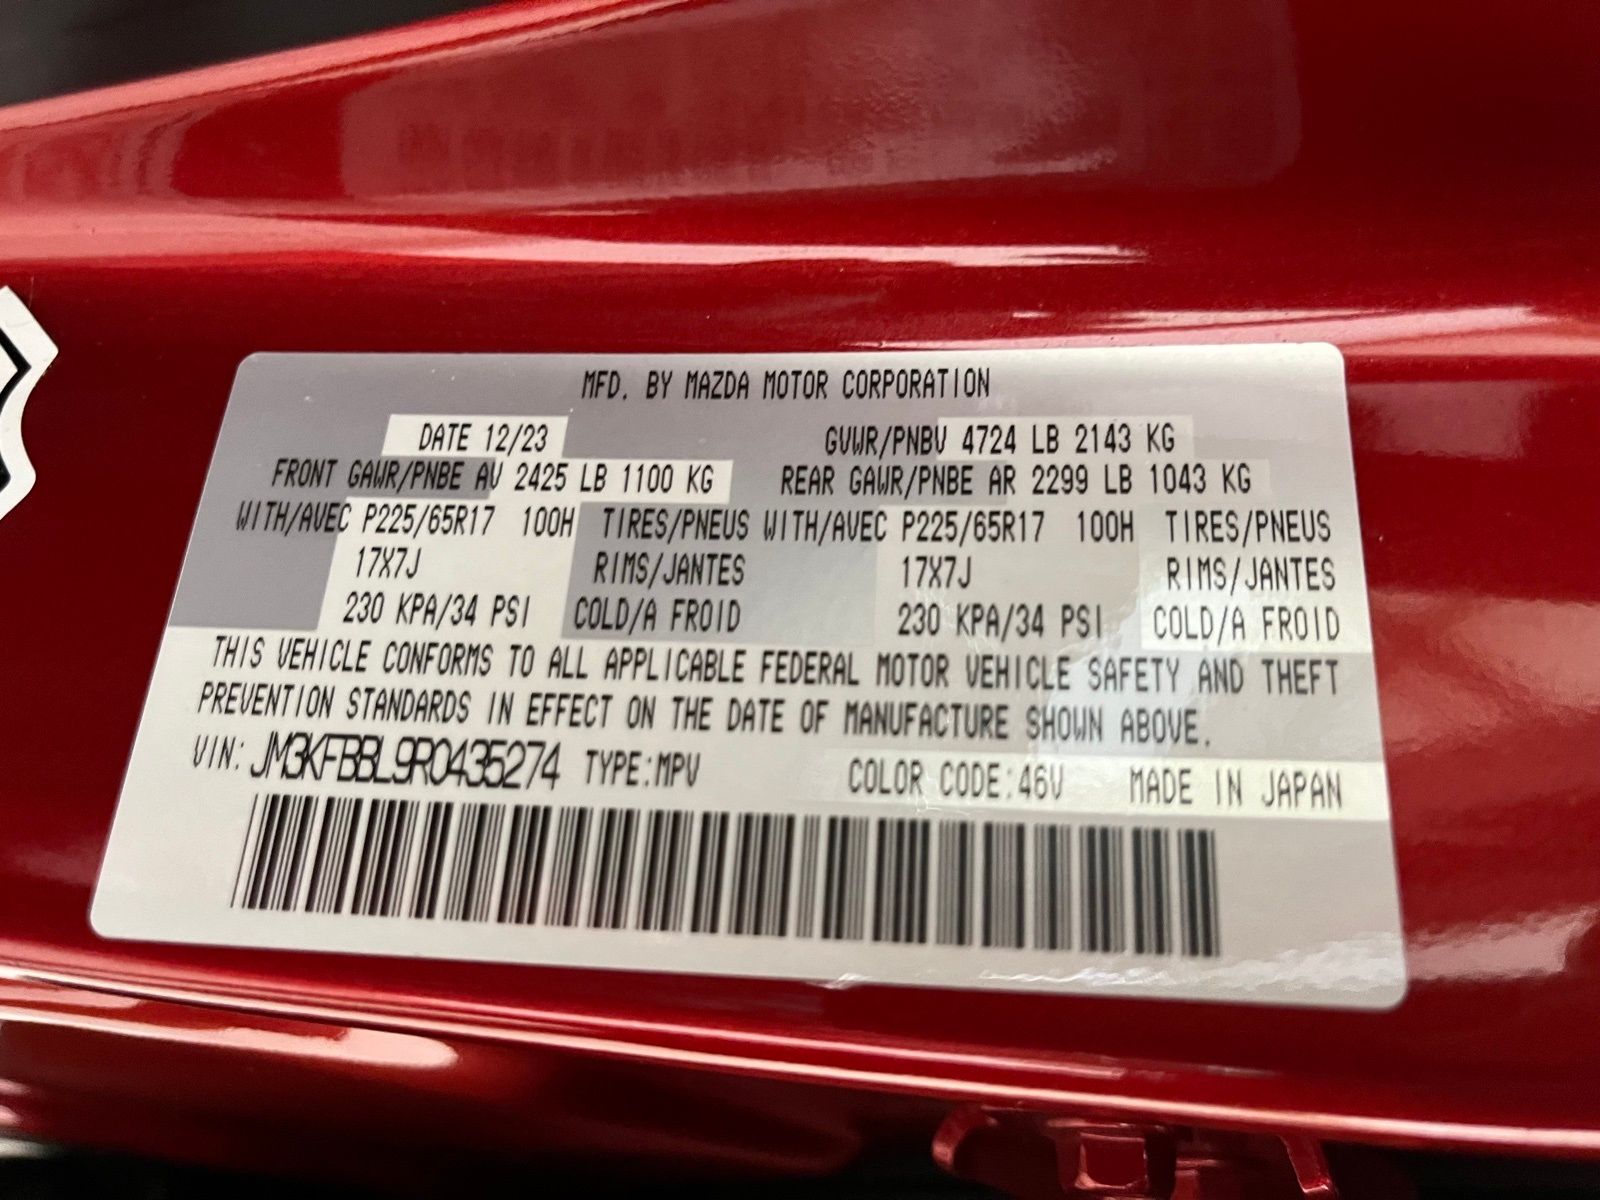 MFD. BY MAZDA MOTOR CORPORATION
DATE 12/23 GVWR/PNBV 4724 LB 2143 KG
FRONT GAWR/PNBE AV 2425 LB 1100 KG REAR GAWR/PNBE AR 2299 LB 1043 KG
WITH/AVEC P225/65R17 100H TIRES/PNEUS WITH/AVEC P225/65R17 100H TIRES/PNEUS
17X7J RIMS/JANTES 17X7J RIMS/JANTES
230 KPA/34 PSI COLD/A FROID 230 KPA/34 PSI COLD/A FROID
THIS VEHICLE CONFORMS TO ALL APPLICABLE FEDERAL MOTOR VEHICLE SAFETY AND THEFT
PREVENTION STANDARDS IN EFFECT ON THE DATE OF MANUFACTURE SHOWN ABOVE.
VIN: JM3KFBBL9R0435274 TYPE:MPV COLOR CODE:46V MADE IN JAPAN